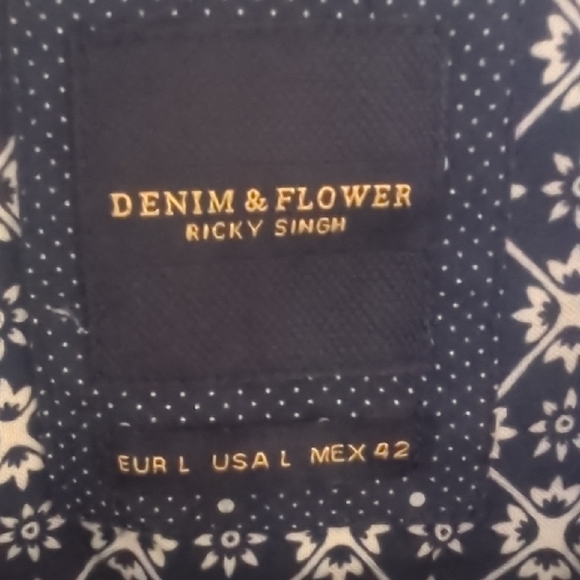 DENIM & FLOWER
RICKY SINGH
EUR L USA L MEX 42